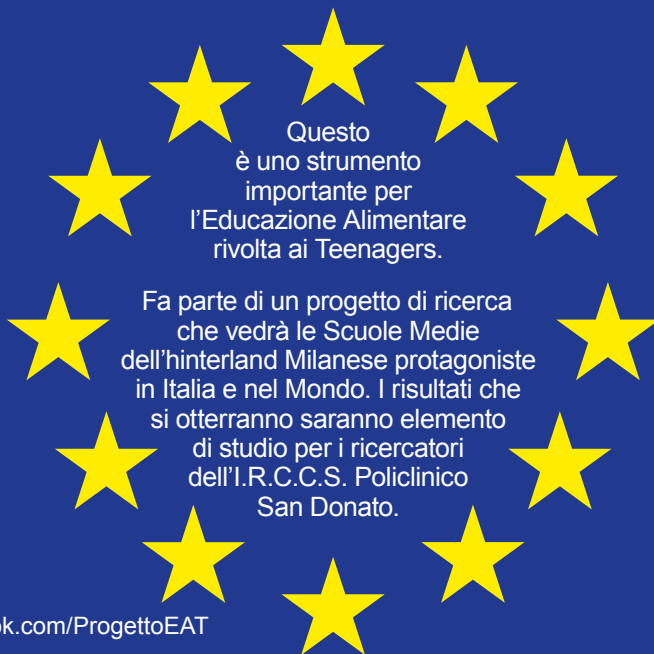 Questo
è uno strumento
importante per
l’Educazione Alimentare
rivolta ai Teenagers.
Fa parte di un progetto di ricerca
che vedrà le Scuole Medie
dell’hinterland Milanese protagoniste
in Italia e nel Mondo. I risultati che
si otterranno saranno elemento
di studio per i ricercatori
dell’I.R.C.C.S. Policlinico
San Donato.
ok.com/ProgettoEAT